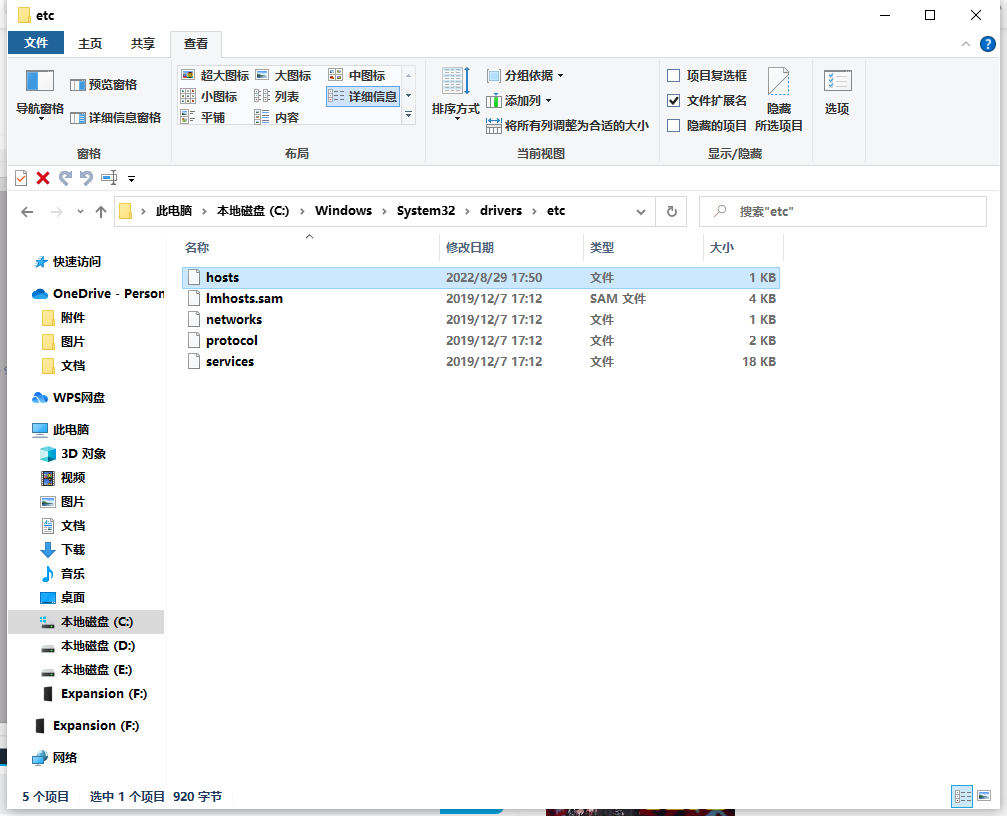 etc
文件 主页 共享 查看
导航窗格 预览窗格 详细信息窗格
窗格
超大图标 大图标 中图标
小图标 列表 详细信息
平铺 内容
布局
排序方式 分组依据 添加列 将所有列调整为合适的大小
当前视图
项目复选框
文件扩展名
隐藏的项目
隐藏
所选项目
显示/隐藏
选项
此电脑 本地磁盘 (C:) Windows System32 drivers etc
搜索"etc"
名称 修改日期 类型 大小
hosts 2022/8/29 17:50 文件 1 KB
lmhosts.sam 2019/12/7 17:12 SAM 文件 4 KB
networks 2019/12/7 17:12 文件 1 KB
protocol 2019/12/7 17:12 文件 2 KB
services 2019/12/7 17:12 文件 18 KB
快速访问
OneDrive - Person
附件
图片
文档
WPS网盘
此电脑
3D 对象
视频
图片
文档
下载
音乐
桌面
本地磁盘 (C:)
本地磁盘 (D:)
本地磁盘 (E:)
Expansion (F:)
Expansion (F:)
网络
5 个项目 选中 1 个项目 920 字节